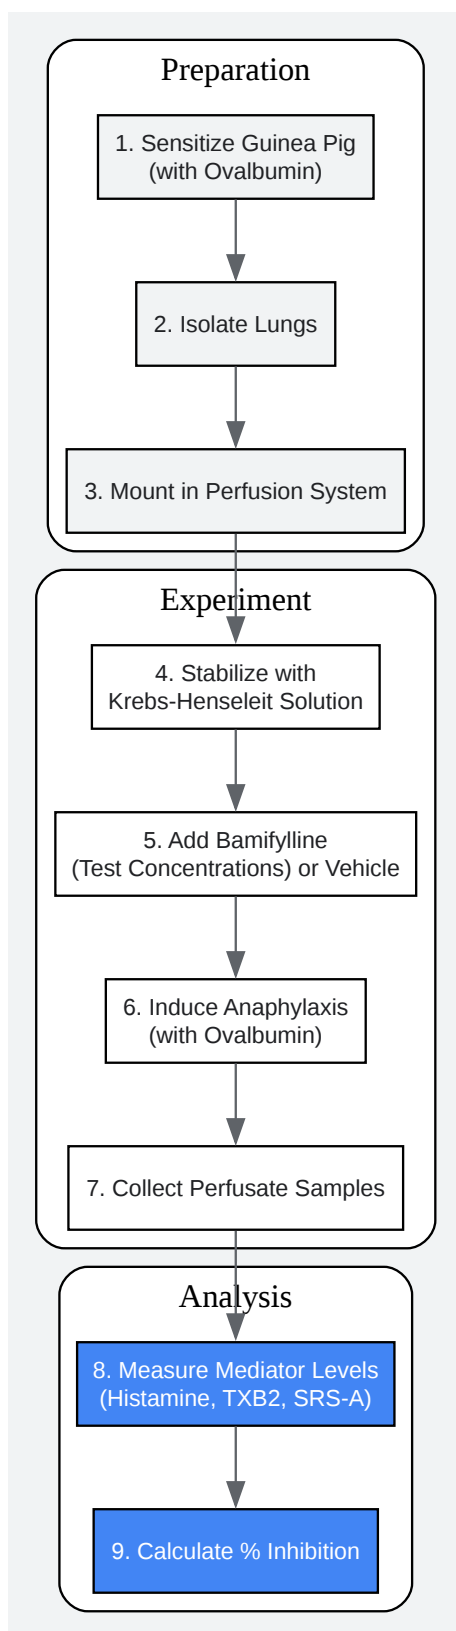 Preparation
1. Sensitize Guinea Pig
(with Ovalbumin)
2. Isolate Lungs
3. Mount in Perfusion System
Experiment
4. Stabilize with
Krebs-Henseleit Solution
5. Add Bamifylline
(Test Concentrations) or Vehicle
6. Induce Anaphylaxis
(with Ovalbumin)
7. Collect Perfusate Samples
Analysis
8. Measure Mediator Levels
(Histamine, TXB2, SRS-A)
9. Calculate % Inhibition